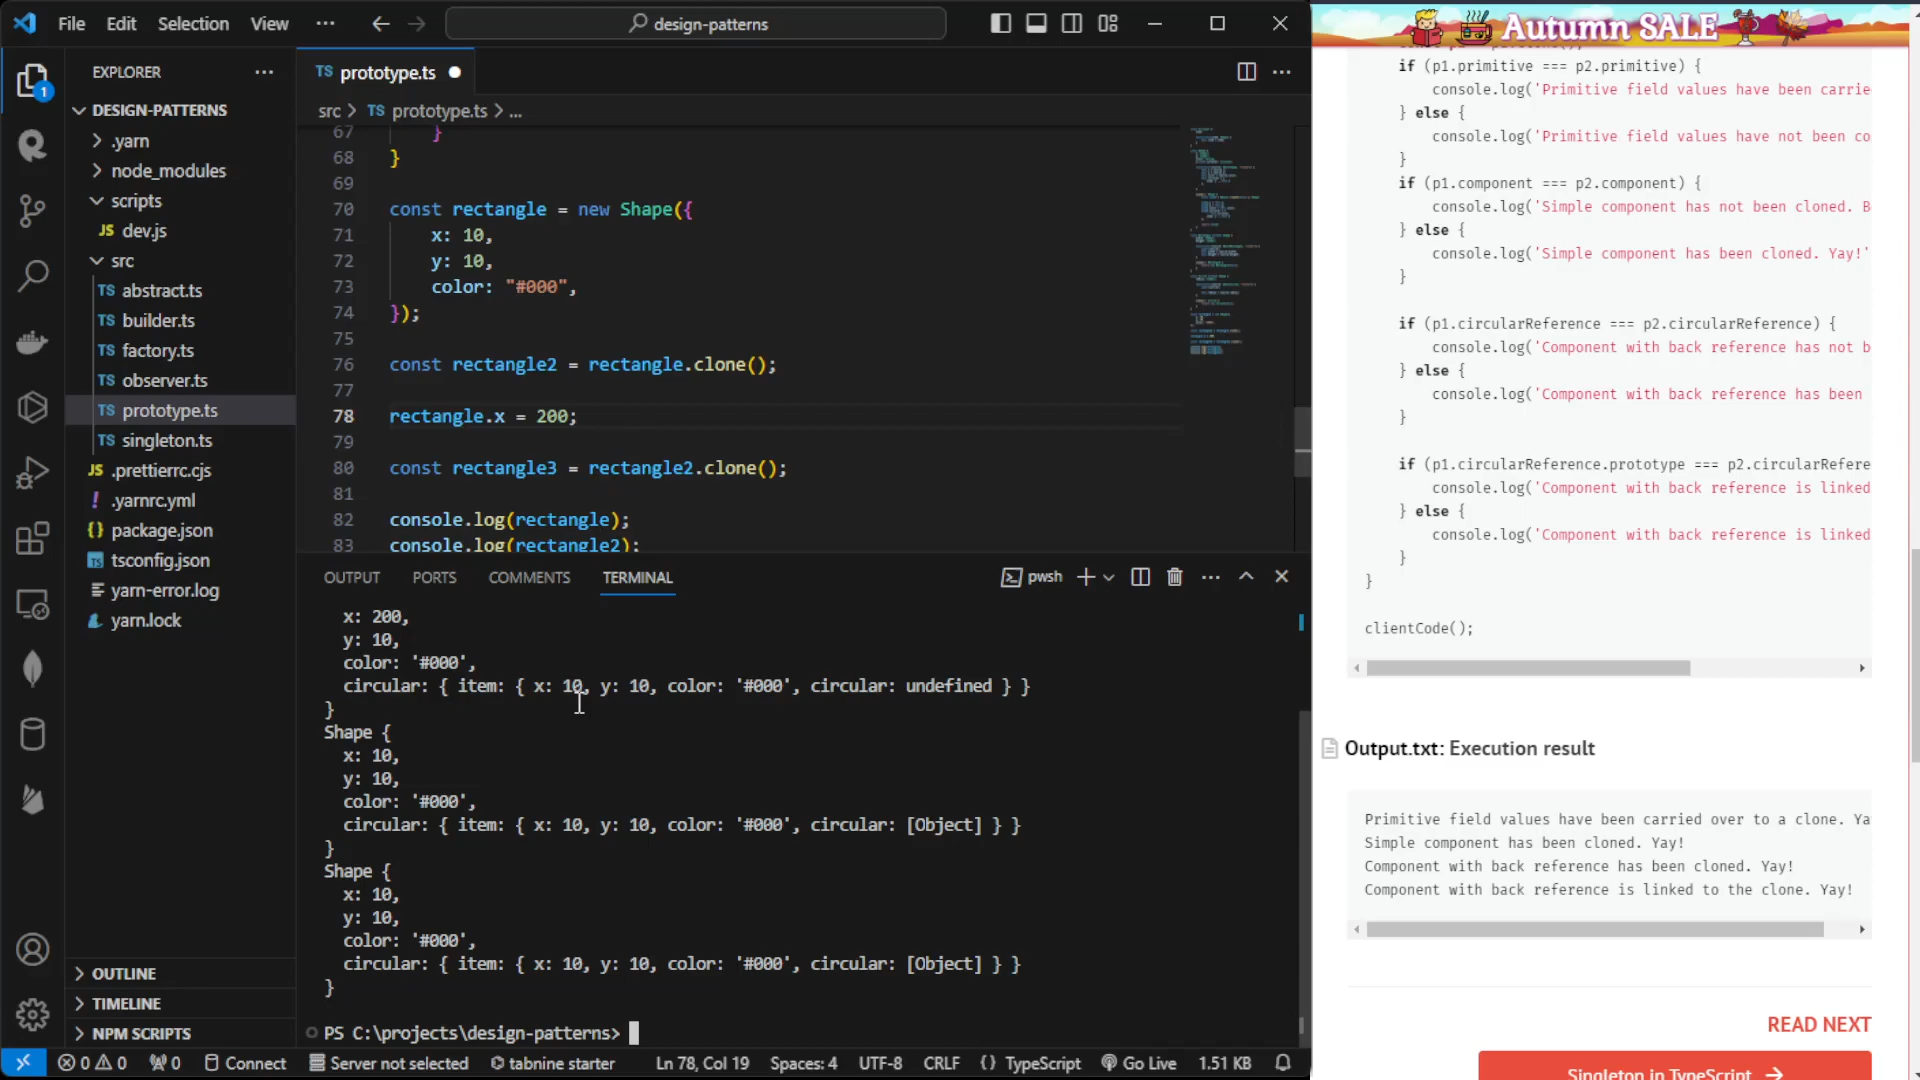 File
Edit
Selection
View
design-patterns
EXPLORER
1
DESIGN-PATTERNS
.yarn
node_modules
scripts
JS dev.js
src
TS abstract.ts
TS builder.ts
TS factory.ts
TS observer.ts
TS prototype.ts
TS singleton.ts
JS .prettierrc.cjs
! .yarnrc.yml
{} package.json
TS tsconfig.json
yarn-error.log
yarn.lock
OUTLINE
TIMELINE
NPM SCRIPTS
TS prototype.ts
src > TS prototype.ts > ...
67 }
68 }
69
70 const rectangle = new Shape({
71 x: 10,
72 y: 10,
73 color: "#000",
74 });
75
76 const rectangle2 = rectangle.clone();
77
78 rectangle.x = 200;
79
80 const rectangle3 = rectangle2.clone();
81
82 console.log(rectangle);
83 console.log(rectangle2);
OUTPUT
PORTS
COMMENTS
TERMINAL
pwsh
x: 200,
y: 10,
color: '#000',
circular: { item: { x: 10, y: 10, color: '#000', circular: undefined } }
}
Shape {
x: 10,
y: 10,
color: '#000',
circular: { item: { x: 10, y: 10, color: '#000', circular: [Object] } }
}
Shape {
x: 10,
y: 10,
color: '#000',
circular: { item: { x: 10, y: 10, color: '#000', circular: [Object] } }
}
PS C:\projects\design-patterns>
0 0 0 Connect Server not selected tabnine starter Ln 78, Col 19 Spaces: 4 UTF-8 CRLF {} TypeScript Go Live 1.51 KB
Autumn SALE
if (p1.primitive === p2.primitive) {
console.log('Primitive field values have been carrie
} else {
console.log('Primitive field values have not been co
}
if (p1.component === p2.component) {
console.log('Simple component has not been cloned. B
} else {
console.log('Simple component has been cloned. Yay!'
}
if (p1.circularReference === p2.circularReference) {
console.log('Component with back reference has not b
} else {
console.log('Component with back reference has been
}
if (p1.circularReference.prototype === p2.circularRefere
console.log('Component with back reference is linked
} else {
console.log('Component with back reference is linked
}
}
clientCode();
Output.txt: Execution result
Primitive field values have been carried over to a clone. Ya
Simple component has been cloned. Yay!
Component with back reference has been cloned. Yay!
Component with back reference is linked to the clone. Yay!
READ NEXT
Singleton in TypeScript →